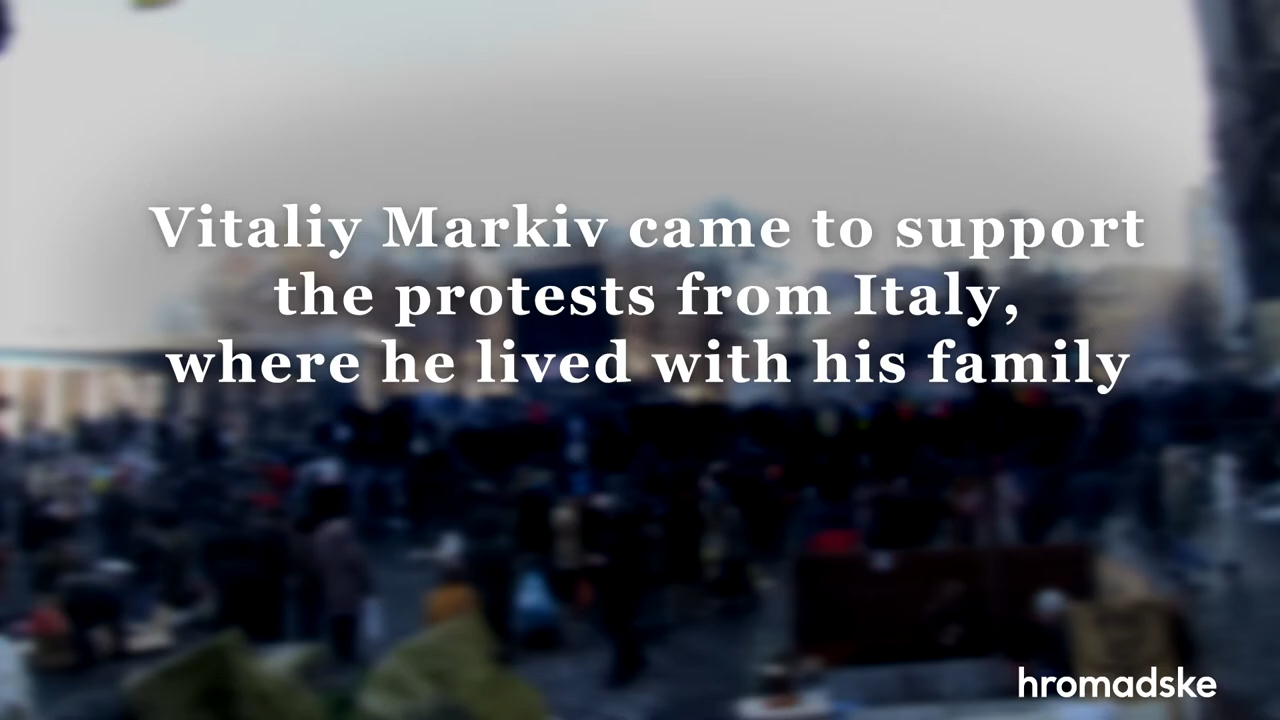 Vitaliy Markiv came to support
the protests from Italy,
where he lived with his family
hromadske